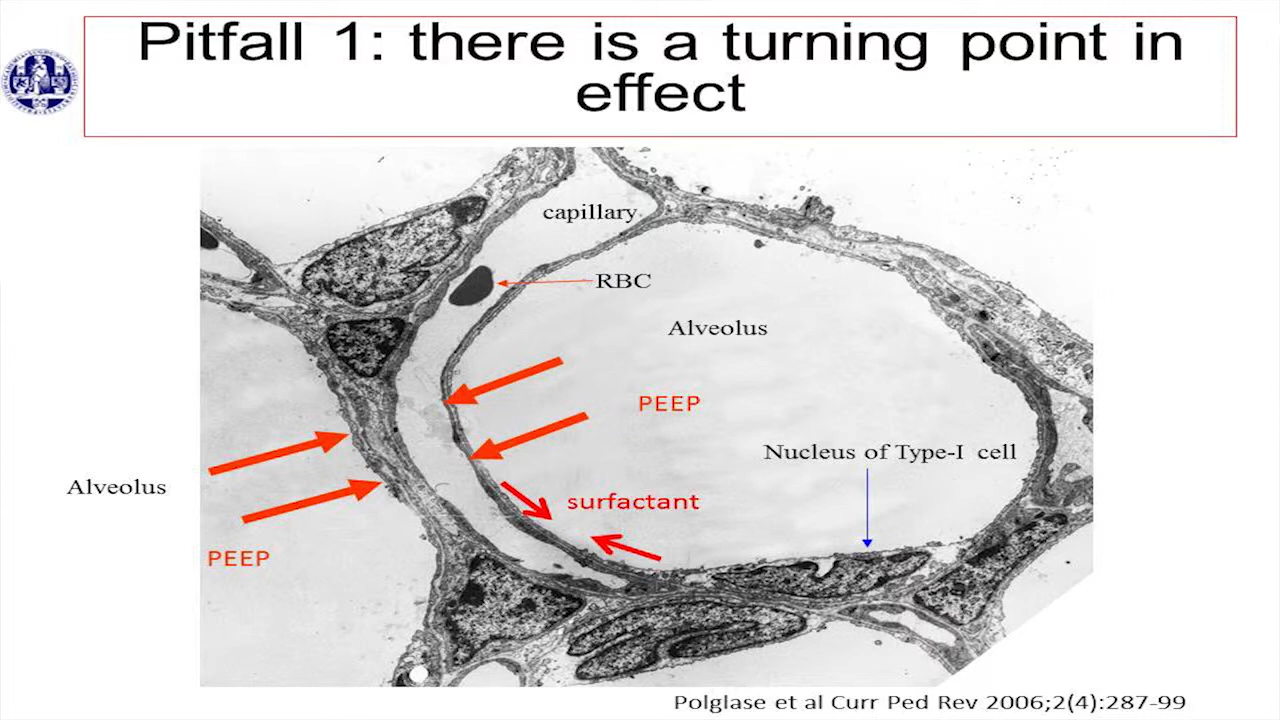 Pitfall 1: there is a turning point in
effect
capillary
RBC
Alveolus
PEEP
Nucleus of Type-I cell
Alveolus
surfactant
PEEP
Polglase et al Curr Ped Rev 2006;2(4):287-99